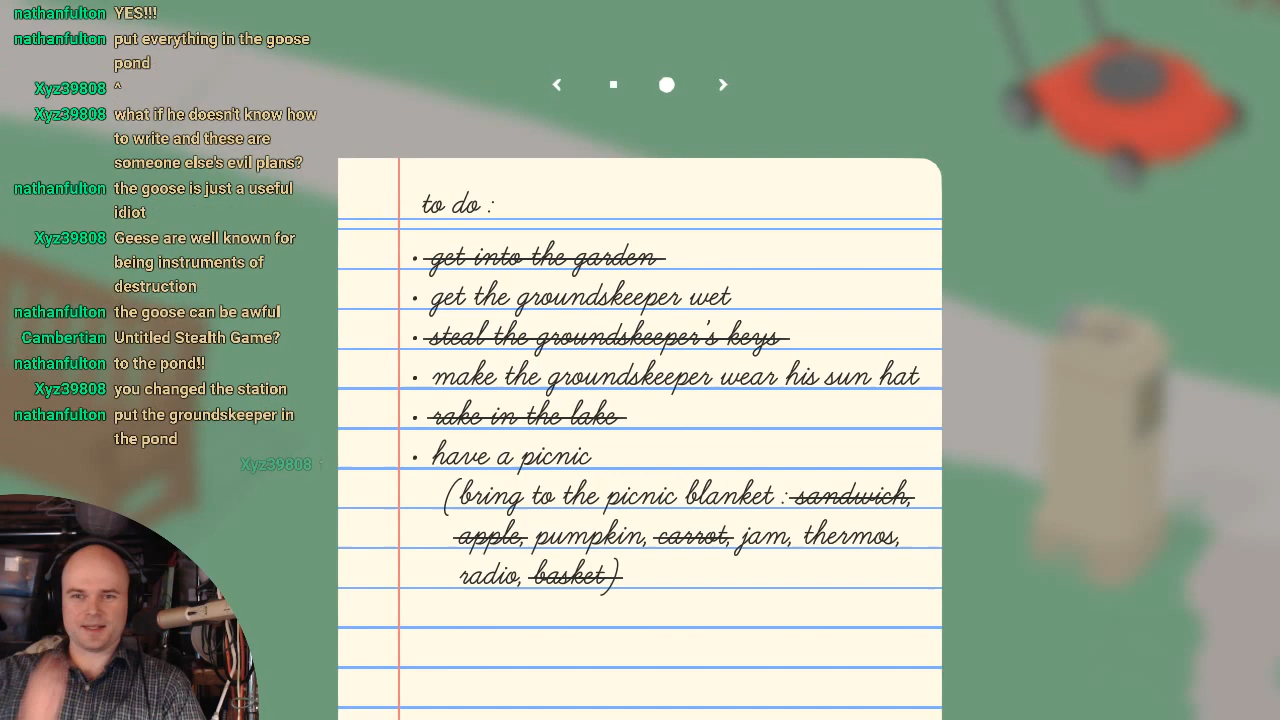 nathanfulton YES!!!
nathanfulton put everything in the goose
pond
Xyz39808 ^
Xyz39808 what if he doesn't know how
to write and these are
someone else's evil plans?
nathanfulton the goose is just a useful
idiot
Xyz39808 Geese are well known for
being instruments of
destruction
nathanfulton the goose can be awful
Cambertian Untitled Stealth Game?
nathanfulton to the pond!!
Xyz39808 you changed the station
nathanfulton put the groundskeeper in
the pond
Xyz39808
to do :
• get into the garden
• get the groundskeeper wet
• steal the groundskeeper's keys
• make the groundskeeper wear his sun hat
• rake in the lake
• have a picnic
(bring to the picnic blanket : sandwich,
apple, pumpkin, carrot, jam, thermos,
radio, basket)